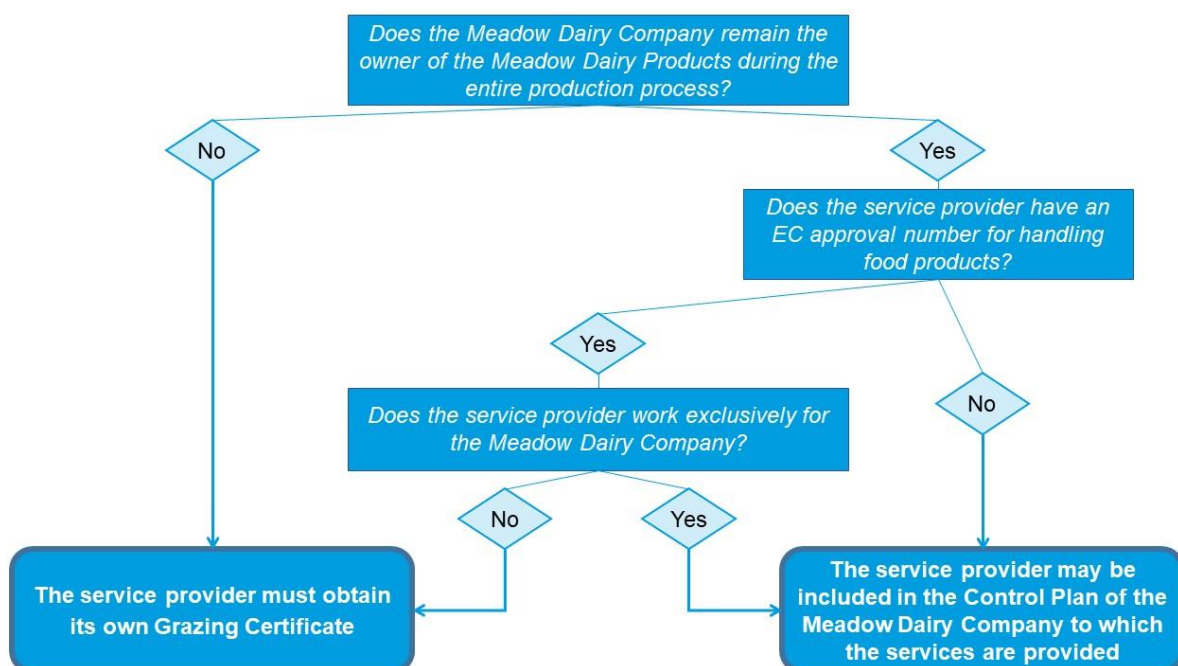 Does the Meadow Dairy Company remain the
owner of the Meadow Dairy Products during the
entire production process?
No
Yes
Does the service provider have an
EC approval number for handling
food products?
Yes
No
Does the service provider work exclusively for
the Meadow Dairy Company?
No
Yes
The service provider must obtain
its own Grazing Certificate
The service provider may be
included in the Control Plan of the
Meadow Dairy Company to which
the services are provided